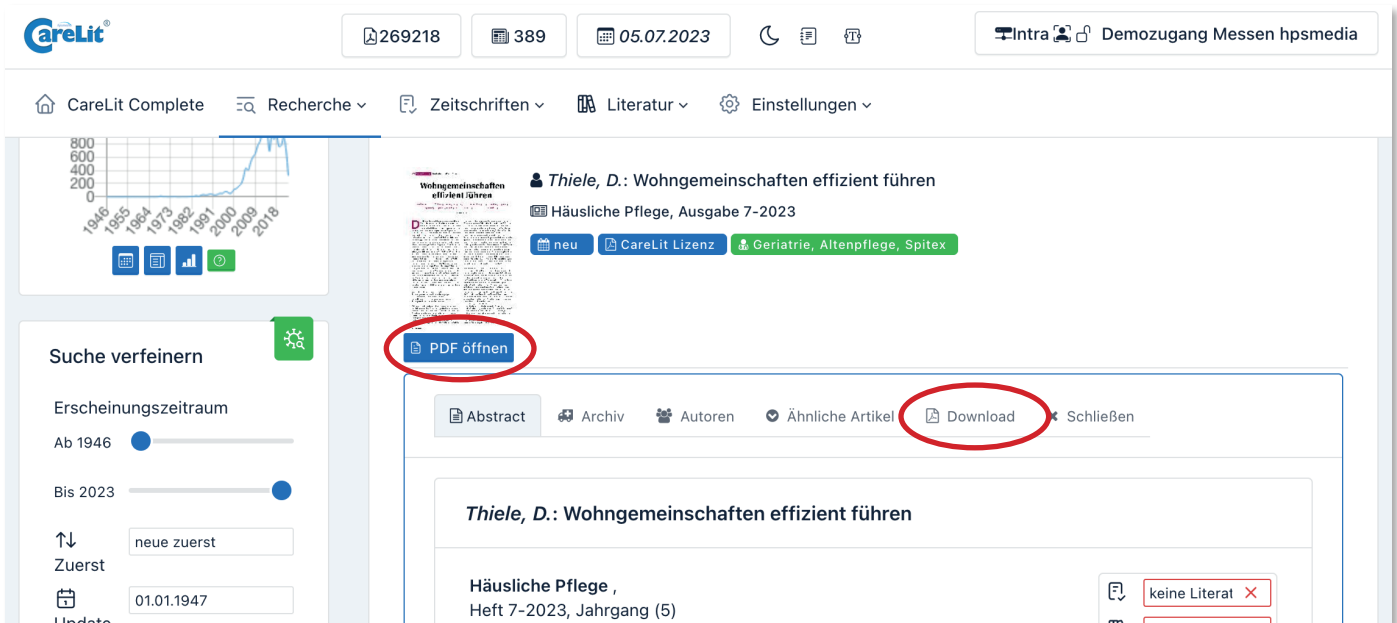 CareLit®
269218
389
05.07.2023
Intra Demozugang Messen hpsmedia
CareLit Complete Recherche Zeitschriften Literatur Einstellungen
800
600
400
200
0
1946 1955 1964 1973 1982 1991 2000 2009 2018
Suche verfeinern
Erscheinungszeitraum
Ab 1946
Bis 2023
Zuerst
neue zuerst
Update
01.01.1947
Wohngemeinschaften
effizient führen
Thiele, D.: Wohngemeinschaften effizient führen
Häusliche Pflege, Ausgabe 7-2023
neu CareLit Lizenz Geriatrie, Altenpflege, Spitex
PDF öffnen
Abstract Archiv Autoren Ähnliche Artikel Download Schließen
Thiele, D.: Wohngemeinschaften effizient führen
Häusliche Pflege ,
Heft 7-2023, Jahrgang (5)
keine Literat